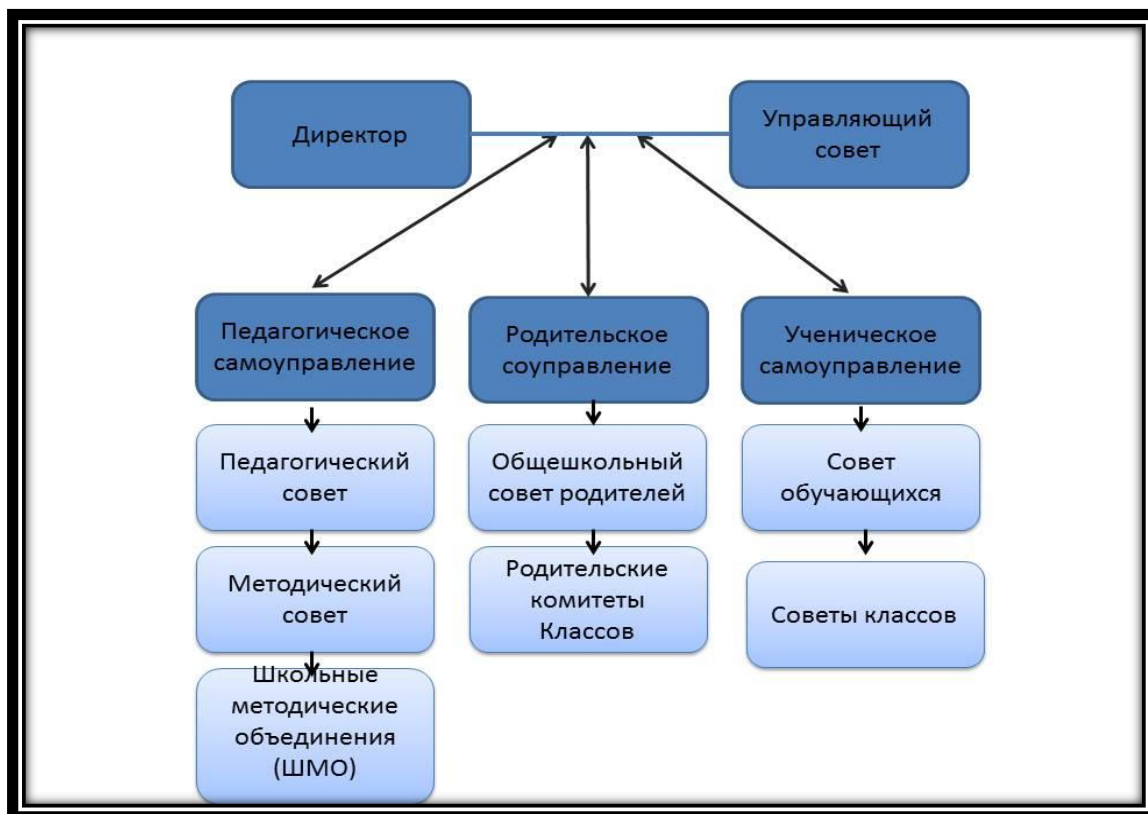 Директор
Управляющий
совет
Педагогическое
самоуправление
Родительское
соуправление
Ученическое
самоуправление
Педагогический
совет
Общешкольный
совет родителей
Совет
обучающихся
Методический
совет
Родительские
комитеты
Классов
Советы классов
Школьные
методические
объединения
(ШМО)